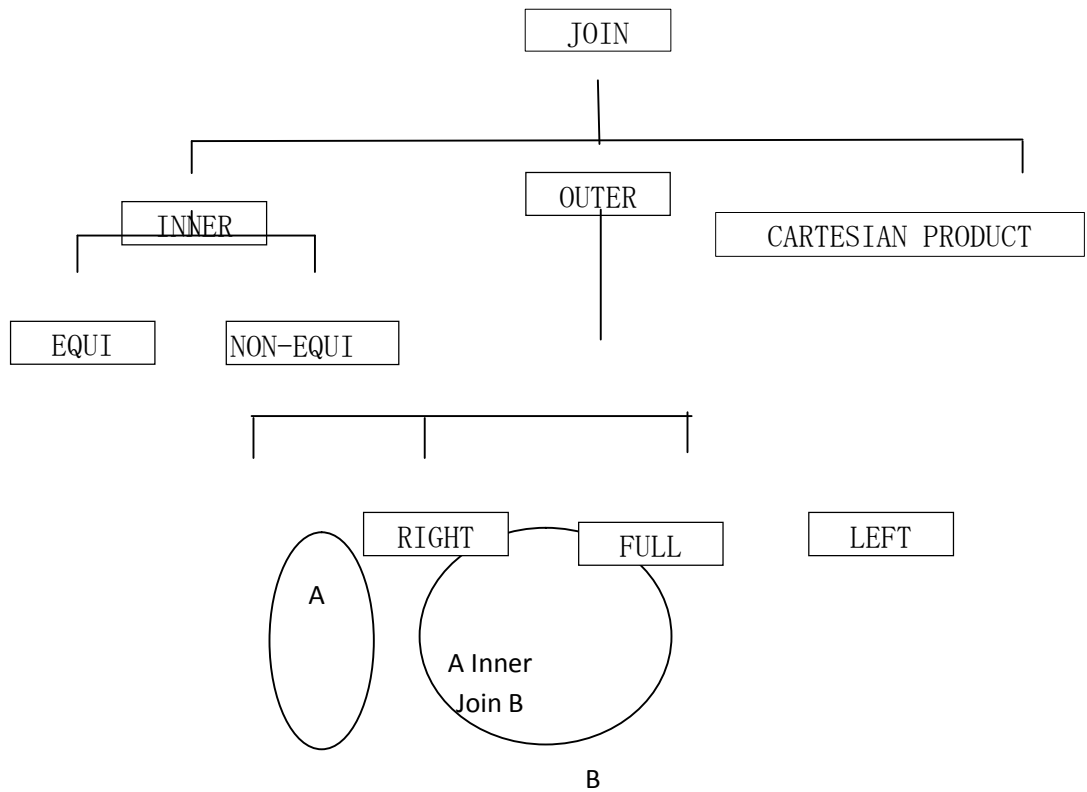 JOIN
OUTER
INNER
CARTESIAN PRODUCT
EQUI
NON-EQUI
RIGHT
FULL
LEFT
A
A Inner
Join B
B